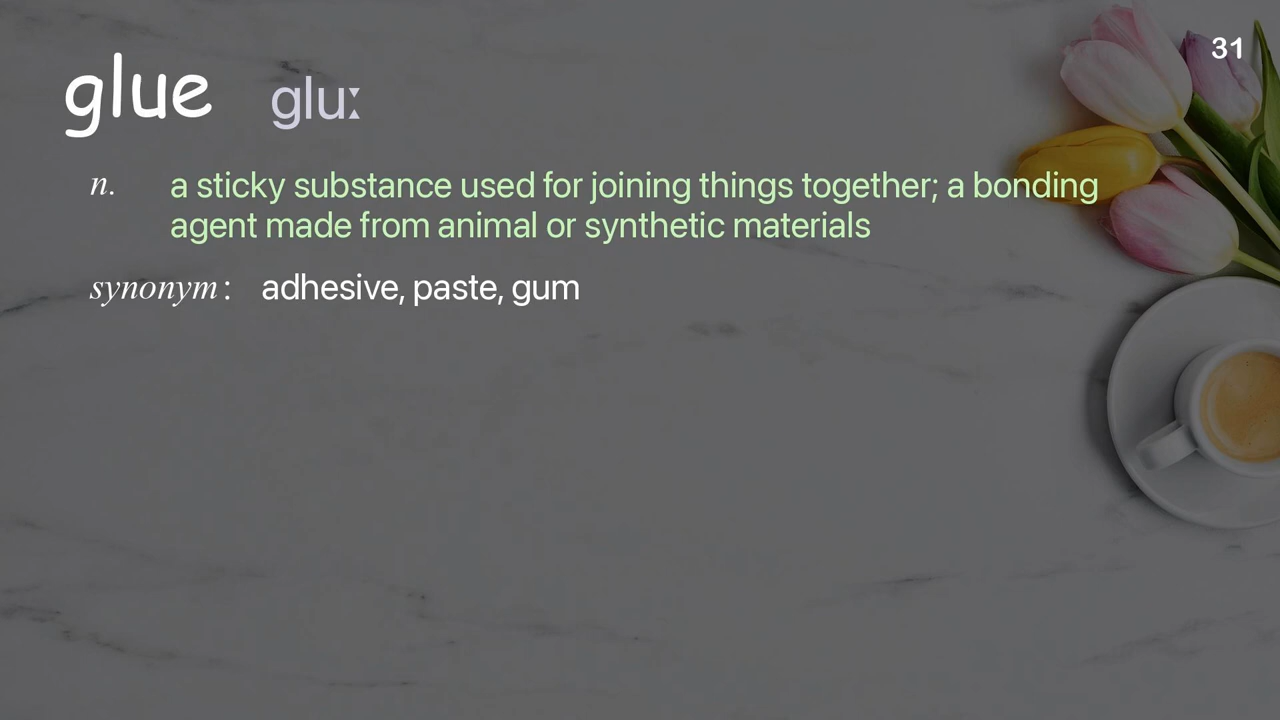 31
glue gluː
n. a sticky substance used for joining things together; a bonding
agent made from animal or synthetic materials
synonym: adhesive, paste, gum